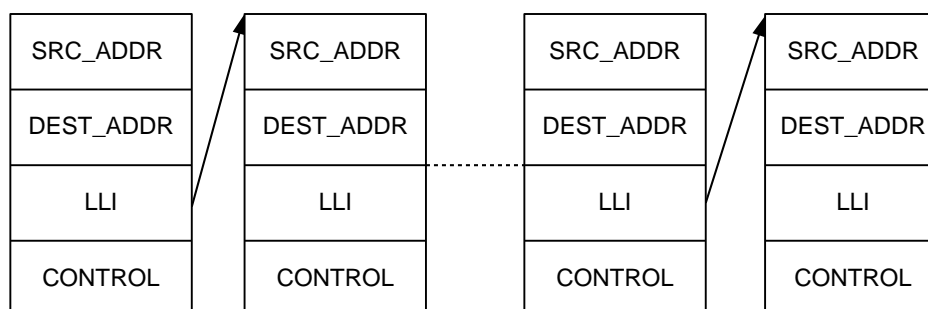 SRC_ADDR SRC_ADDR SRC_ADDR SRC_ADDR
DEST_ADDR DEST_ADDR DEST_ADDR DEST_ADDR
LLI LLI LLI LLI
CONTROL CONTROL CONTROL CONTROL